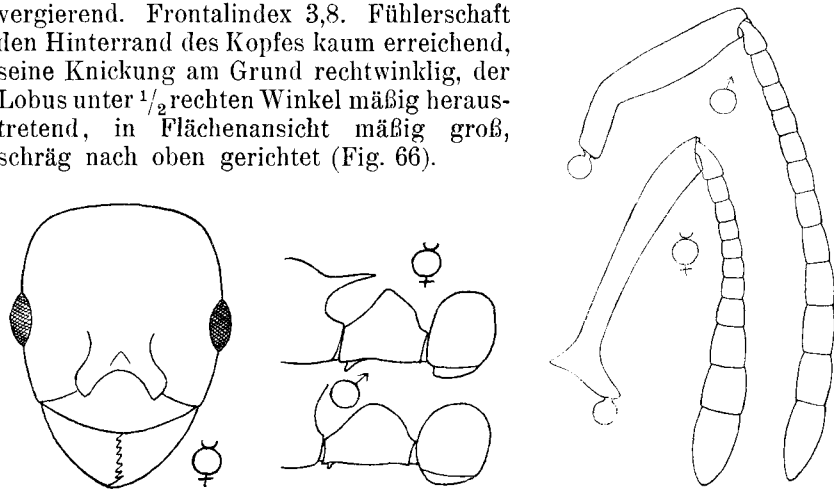 vergierend. Frontalindex 3,8. Fühlerschaft
den Hinterrand des Kopfes kaum erreichend,
seine Knickung am Grund rechtwinklig, der
Lobus unter 1/2 rechten Winkel mäßig heraus-
tretend, in Flächenansicht mäßig groß,
schräg nach oben gerichtet (Fig. 66).